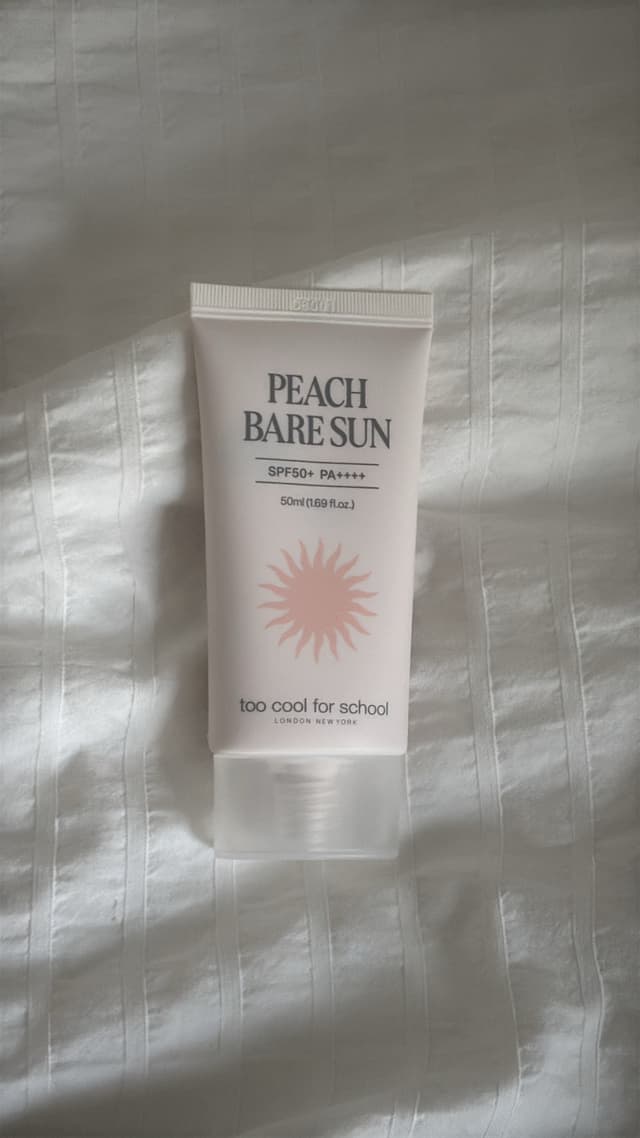 PEACH
BARE SUN
SPF50+ PA++++
50ml (1.69 fl.oz.)
too cool for school
LONDON NEW YORK